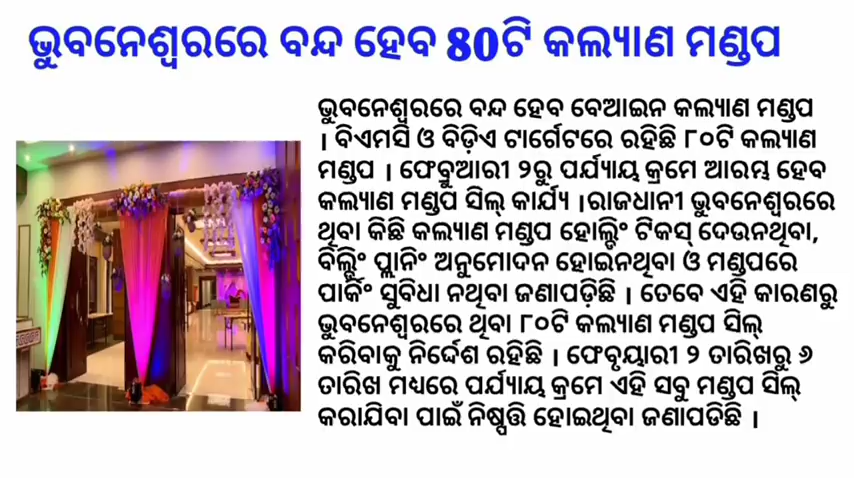 ଭୁବନେଶ୍ୱରରେ ବନ୍ଦ ହେବ 80ଟି କଲ୍ୟାଣ ମଣ୍ଡପ
ଭୁବନେଶ୍ୱରରେ ବନ୍ଦ ହେବ ବେଆଇନ କଲ୍ୟାଣ ମଣ୍ଡପ
। ବିଏମସି ଓ ବିଡ଼ିଏ ଟାର୍ଗେଟରେ ରହିଛି ୮୦ଟି କଲ୍ୟାଣ
ମଣ୍ଡପ । ଫେବ୍ରୁଆରୀ ୨ରୁ ପର୍ଯ୍ୟାୟ କ୍ରମେ ଆରମ୍ଭ ହେବ
କଲ୍ୟାଣ ମଣ୍ଡପ ସିଲ୍ କାର୍ଯ୍ୟ ।ରାଜଧାନୀ ଭୁବନେଶ୍ୱରରେ
ଥିବା କିଛି କଲ୍ୟାଣ ମଣ୍ଡପ ହୋଲ୍ଡିଂ ଟିକସ୍ ଦେଉନଥିବା,
ବିଲ୍ଡିଂ ପ୍ଲାନିଂ ଅନୁମୋଦନ ହୋଇନଥିବା ଓ ମଣ୍ଡପରେ
ପାର୍କିଂ ସୁବିଧା ନଥିବା ଜଣାପଡ଼ିଛି । ତେବେ ଏହି କାରଣରୁ
ଭୁବନେଶ୍ୱରରେ ଥିବା ୮୦ଟି କଲ୍ୟାଣ ମଣ୍ଡପ ସିଲ୍
କରିବାକୁ ନିର୍ଦ୍ଦେଶ ରହିଛି । ଫେବୃୟାରୀ ୨ ତାରିଖରୁ ୬
ତାରିଖ ମଧ୍ୟରେ ପର୍ଯ୍ୟାୟ କ୍ରମେ ଏହି ସବୁ ମଣ୍ଡପ ସିଲ୍
କରାଯିବା ପାଇଁ ନିଷ୍ପତ୍ତି ହୋଇଥିବା ଜଣାପଡିଛି ।